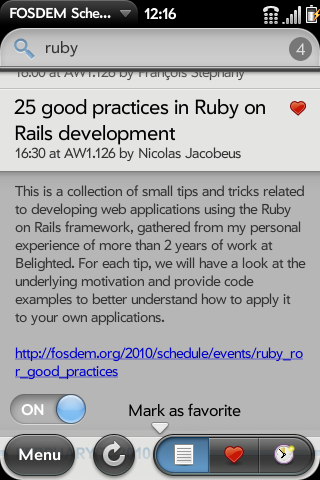 FOSDEM Sche... 12:16
ruby 4
16:00 at AW1.126 by François Stephany
25 good practices in Ruby on
Rails development
16:30 at AW1.126 by Nicolas Jacobeus
This is a collection of small tips and tricks related
to developing web applications using the Ruby
on Rails framework, gathered from my personal
experience of more than 2 years of work at
Belighted. For each tip, we will have a look at the
underlying motivation and provide code
examples to better understand how to apply it
to your own applications.
http://fosdem.org/2010/schedule/events/ruby_ro
r_good_practices
ON Mark as favorite
Menu